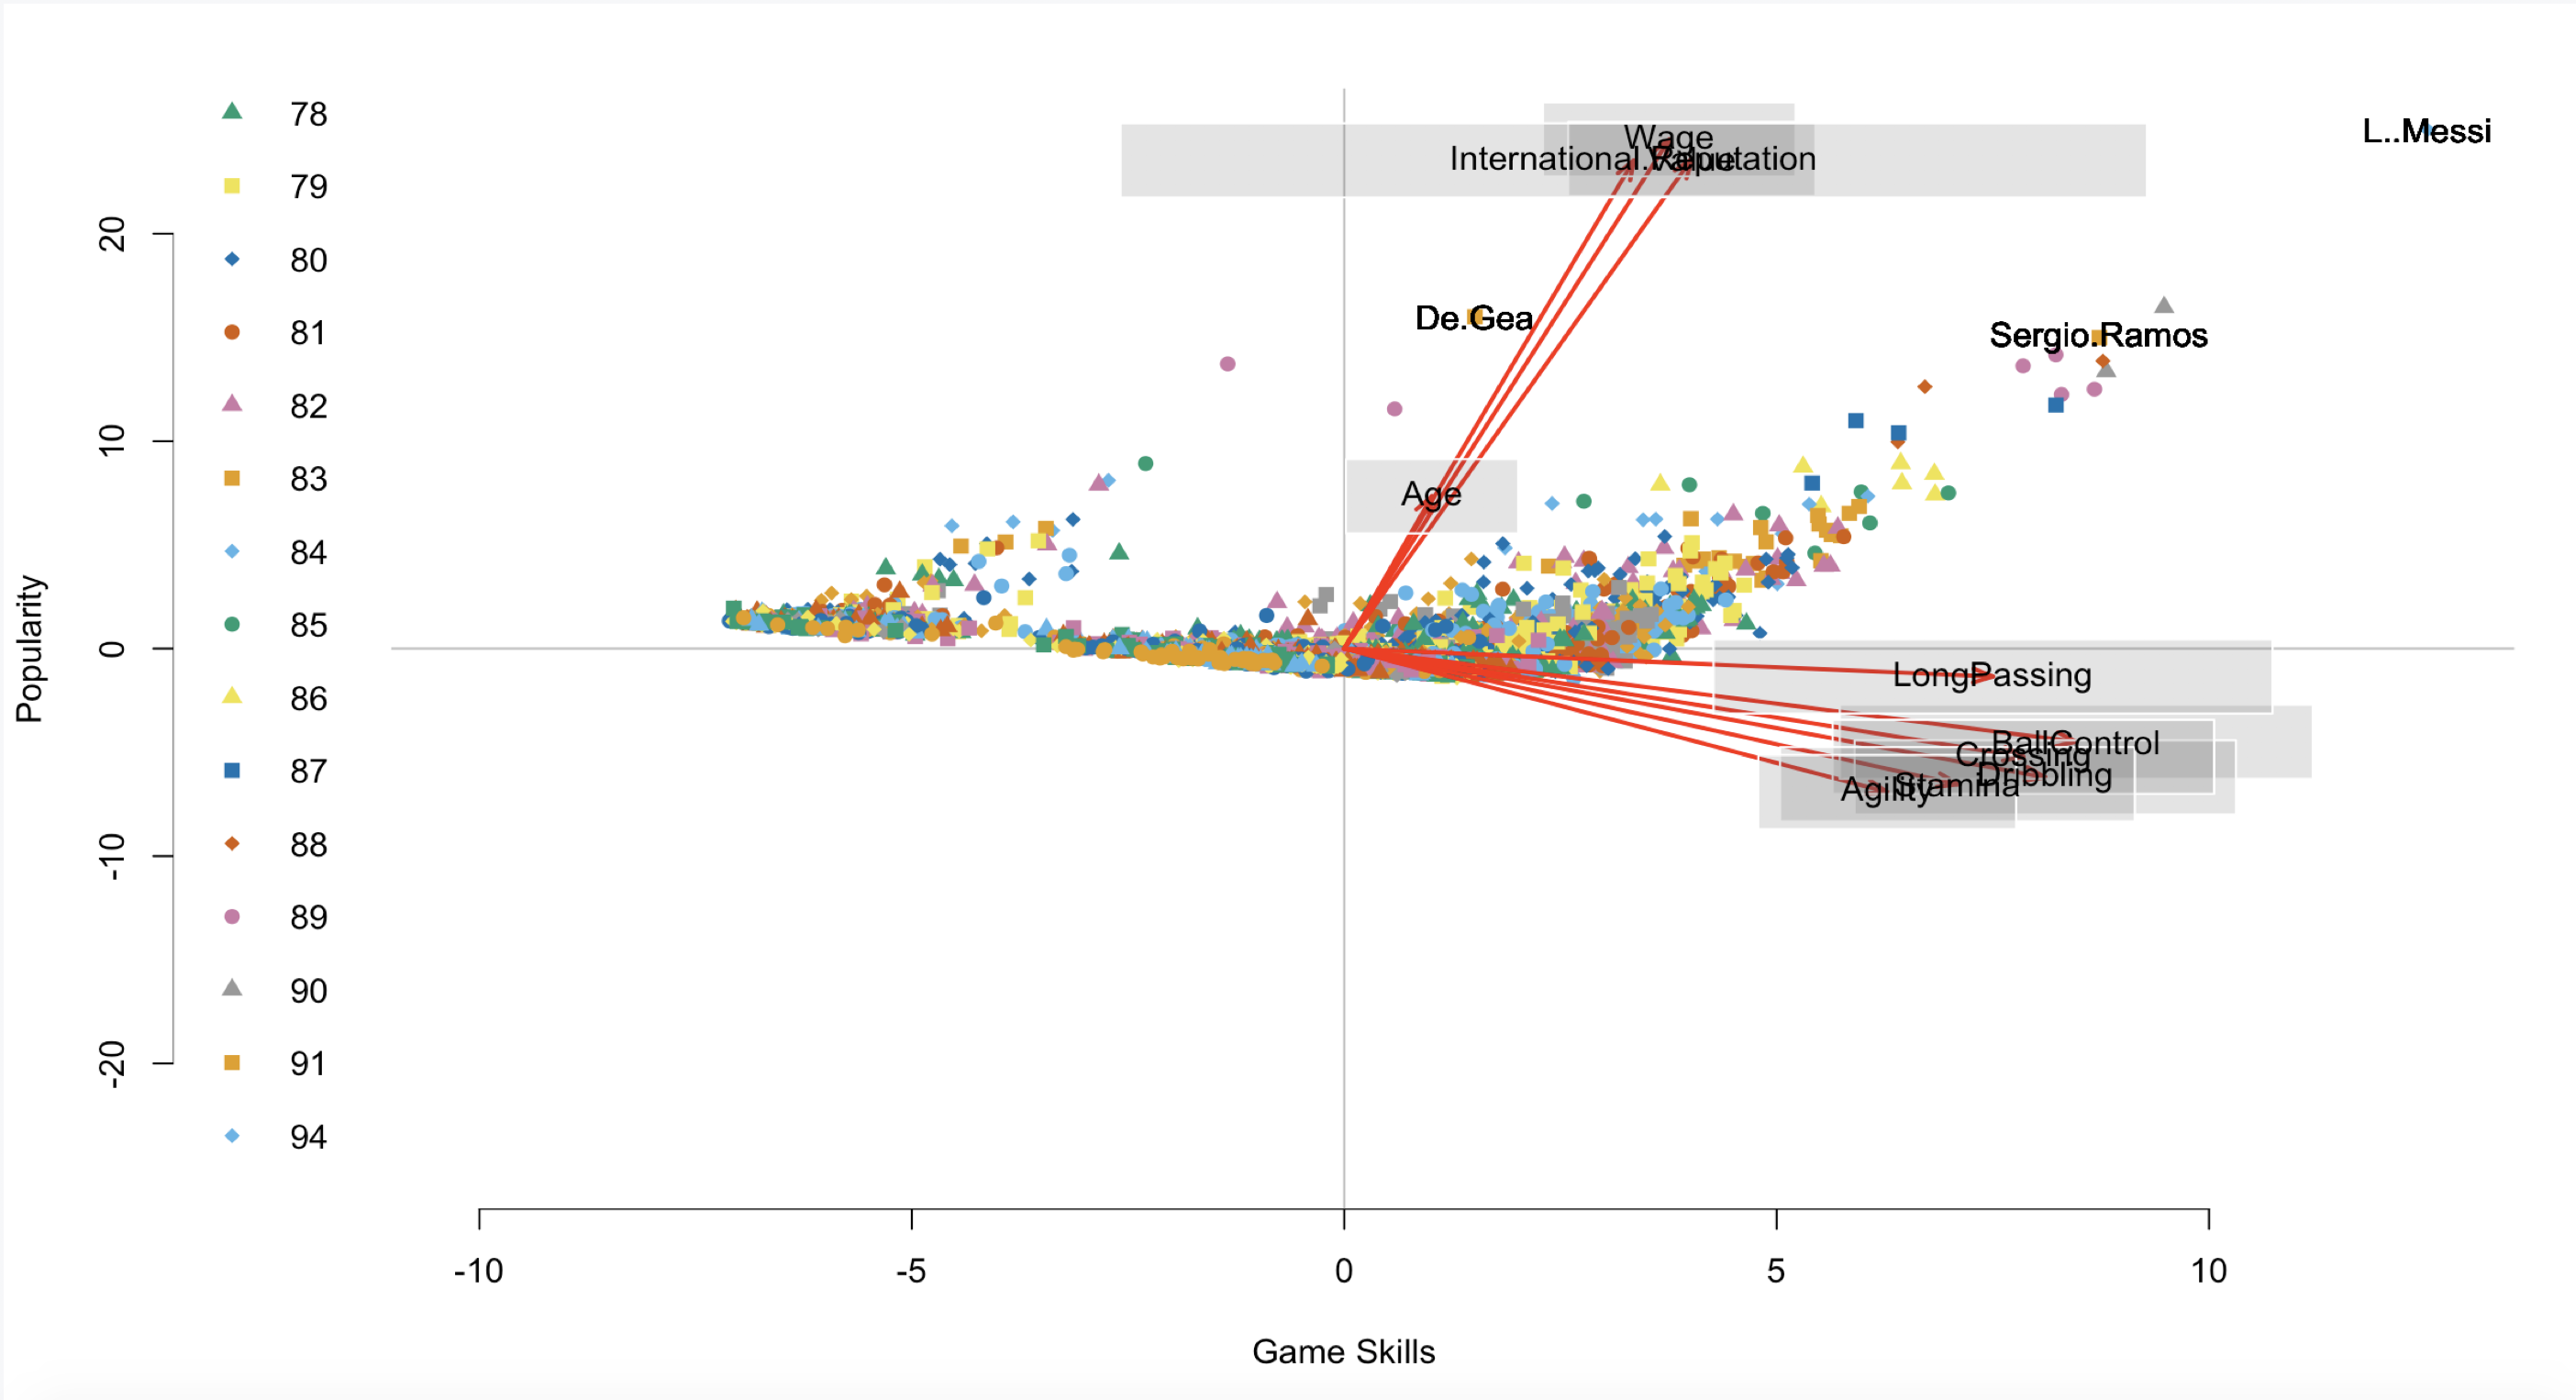 78
79
80
81
82
83
84
85
86
87
88
89
90
91
94
20
10
0
-10
-20
Popularity
-10
-5
0
5
10
Game Skills
Wage
International.Reputation
Value
L..Messi
De.Gea
Sergio.Ramos
Age
LongPassing
BallControl
Crossing
Dribbling
Stamina
Agility